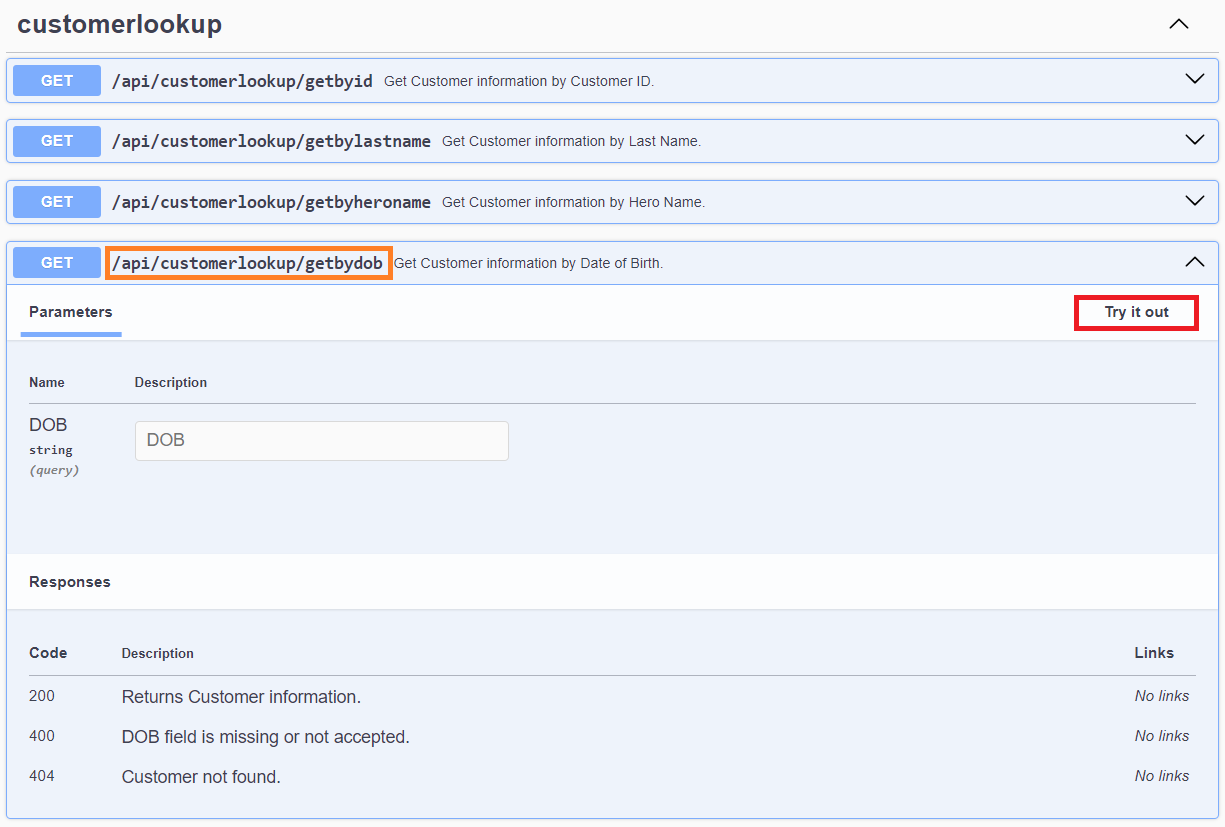 customerlookup
GET /api/customerlookup/getbyid Get Customer information by Customer ID.
GET /api/customerlookup/getbylastname Get Customer information by Last Name.
GET /api/customerlookup/getbyheroname Get Customer information by Hero Name.
GET /api/customerlookup/getbydob Get Customer information by Date of Birth.
Parameters Try it out
Name Description
DOB
string
(query)
DOB
Responses
Code Description Links
200 Returns Customer information. No links
400 DOB field is missing or not accepted. No links
404 Customer not found. No links